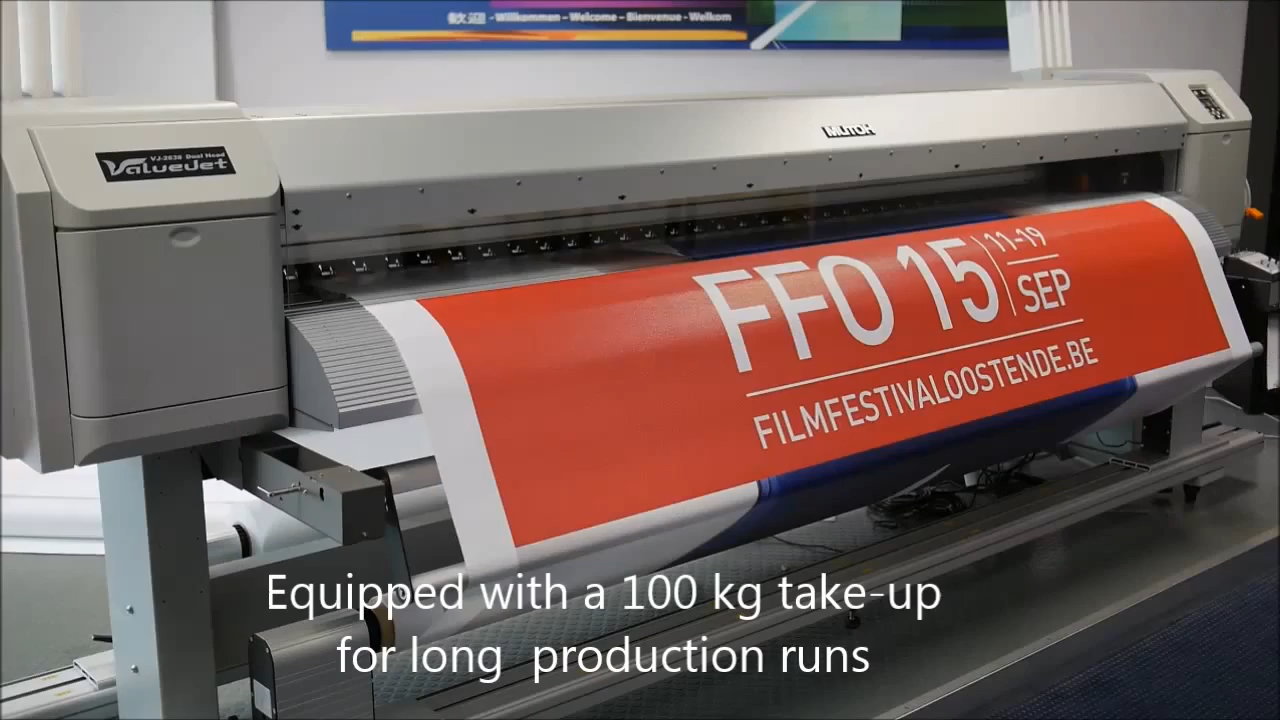 歓迎 - Willkommen – Welcome – Bienvenue - Welkom
MUTOH
VJ-2638 Dual Head
ValueJet
FFO 15
11-19
SEP
FILMFESTIVALOOSTENDE.BE
Equipped with a 100 kg take-up
for long production runs